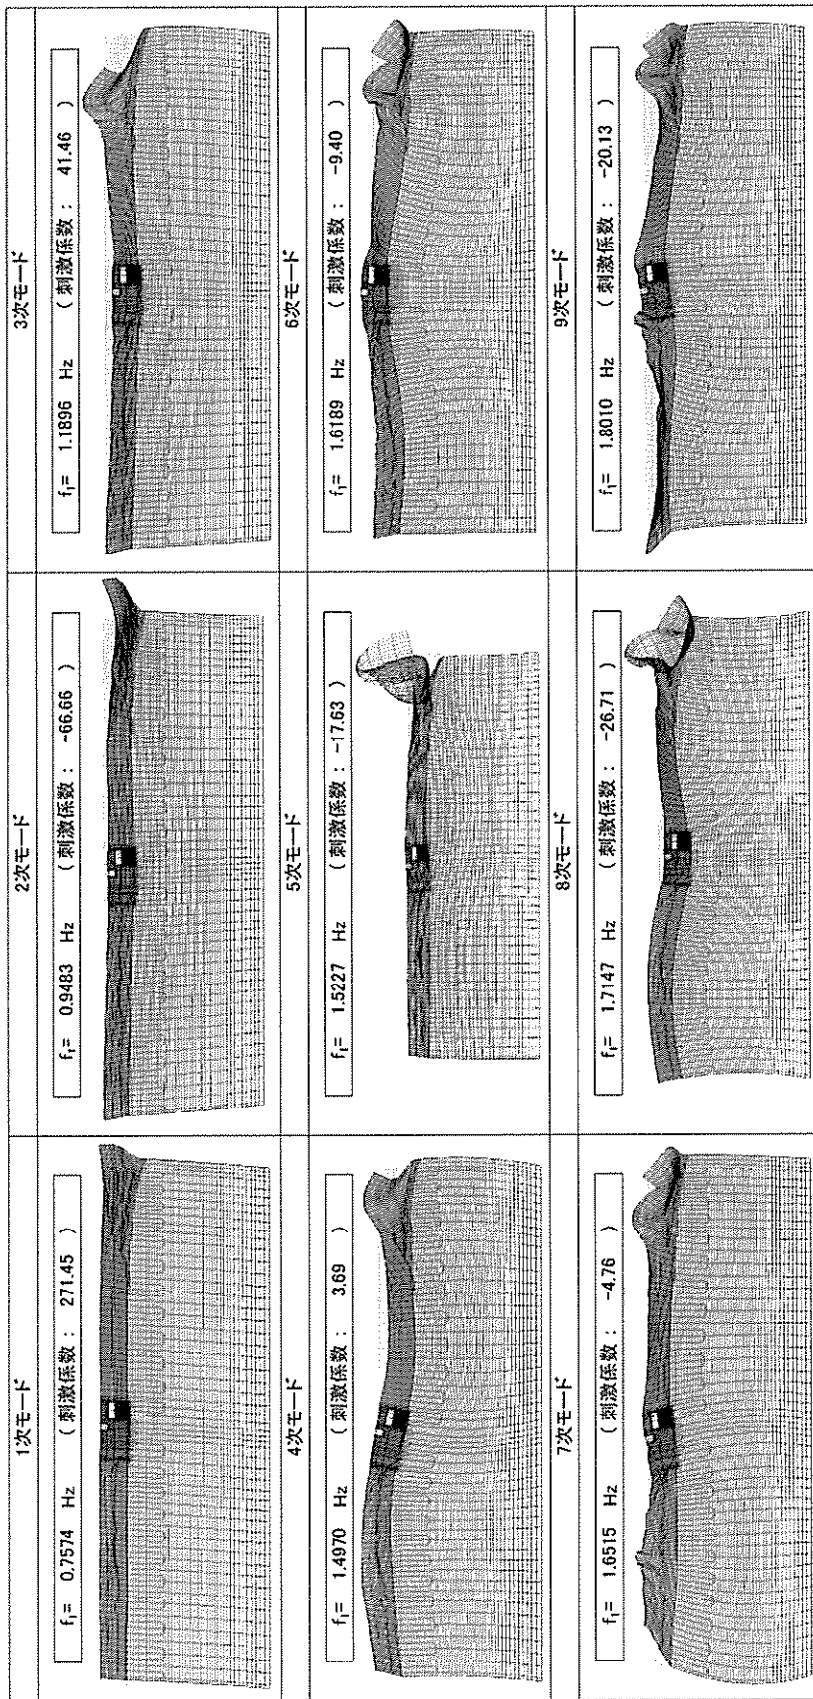 1次モード
f₁= 0.7574 Hz （刺激係数： 271.45 ）
2次モード
f₁= 0.9483 Hz （刺激係数： -66.66 ）
3次モード
f₁= 1.1896 Hz （刺激係数： 41.46 ）
4次モード
f₁= 1.4970 Hz （刺激係数： 3.69 ）
5次モード
f₁= 1.5227 Hz （刺激係数： -17.63 ）
6次モード
f₁= 1.6189 Hz （刺激係数： -9.40 ）
7次モード
f₁= 1.6515 Hz （刺激係数： -4.76 ）
8次モード
f₁= 1.7147 Hz （刺激係数： -26.71 ）
9次モード
f₁= 1.8010 Hz （刺激係数： -20.13 ）